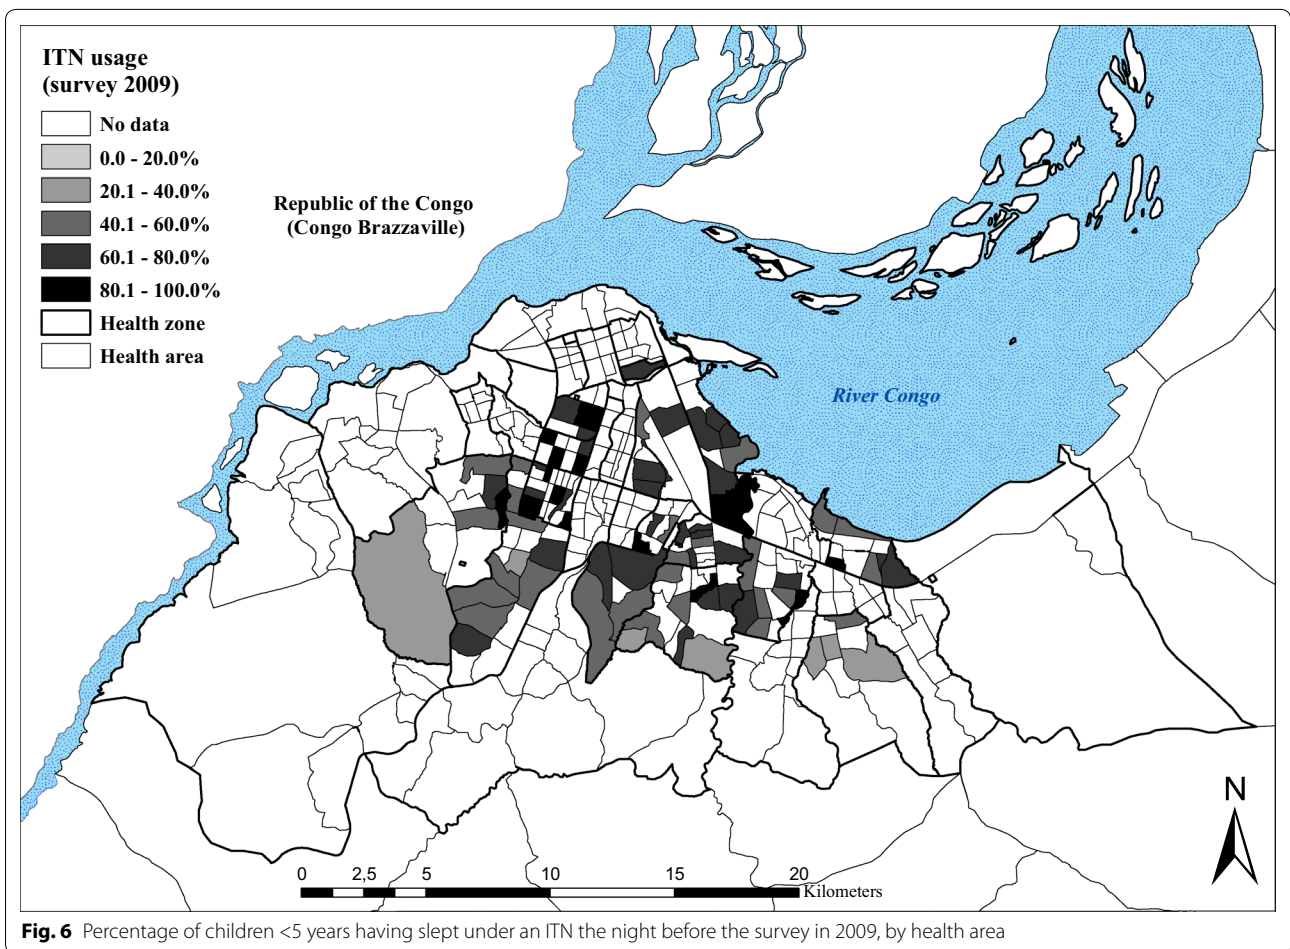 ITN usage
(survey 2009)
No data
0.0 - 20.0%
20.1 - 40.0%
40.1 - 60.0%
60.1 - 80.0%
80.1 - 100.0%
Health zone
Health area
Republic of the Congo
(Congo Brazzaville)
River Congo
N
0 2,5 5 10 15 20
Kilometers
Fig. 6 Percentage of children <5 years having slept under an ITN the night before the survey in 2009, by health area